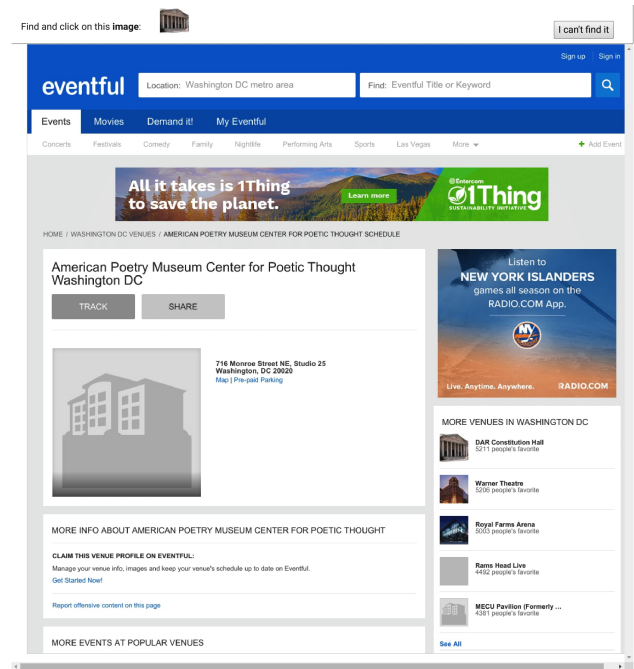 Find and click on this image:
I can't find it
Sign up
Sign in
eventful
Location: Washington DC metro area
Find: Eventful Title or Keyword
Events
Movies
Demand it!
My Eventful
Concerts
Festivals
Comedy
Family
Nightlife
Performing Arts
Sports
Las Vegas
More
Add Event
All it takes is 1Thing
to save the planet.
Learn more
Entercom
1Thing
SUSTAINABILITY INITIATIVE
HOME / WASHINGTON DC VENUES / AMERICAN POETRY MUSEUM CENTER FOR POETIC THOUGHT SCHEDULE
American Poetry Museum Center for Poetic Thought
Washington DC
TRACK
SHARE
716 Monroe Street NE, Studio 25
Washington, DC 20020
Map | Pre-paid Parking
Listen to
NEW YORK ISLANDERS
games all season on the
RADIO.COM App.
Live. Anytime. Anywhere.
RADIO.COM
MORE VENUES IN WASHINGTON DC
DAR Constitution Hall
5211 people's favorite
Warner Theatre
5206 people's favorite
Royal Farms Arena
5003 people's favorite
Rams Head Live
4492 people's favorite
MECU Pavilion (Formerly ...
4381 people's favorite
See All
MORE INFO ABOUT AMERICAN POETRY MUSEUM CENTER FOR POETIC THOUGHT
CLAIM THIS VENUE PROFILE ON EVENTFUL:
Manage your venue info, images and keep your venue's schedule up to date on Eventful.
Get Started Now!
Report offensive content on this page
MORE EVENTS AT POPULAR VENUES